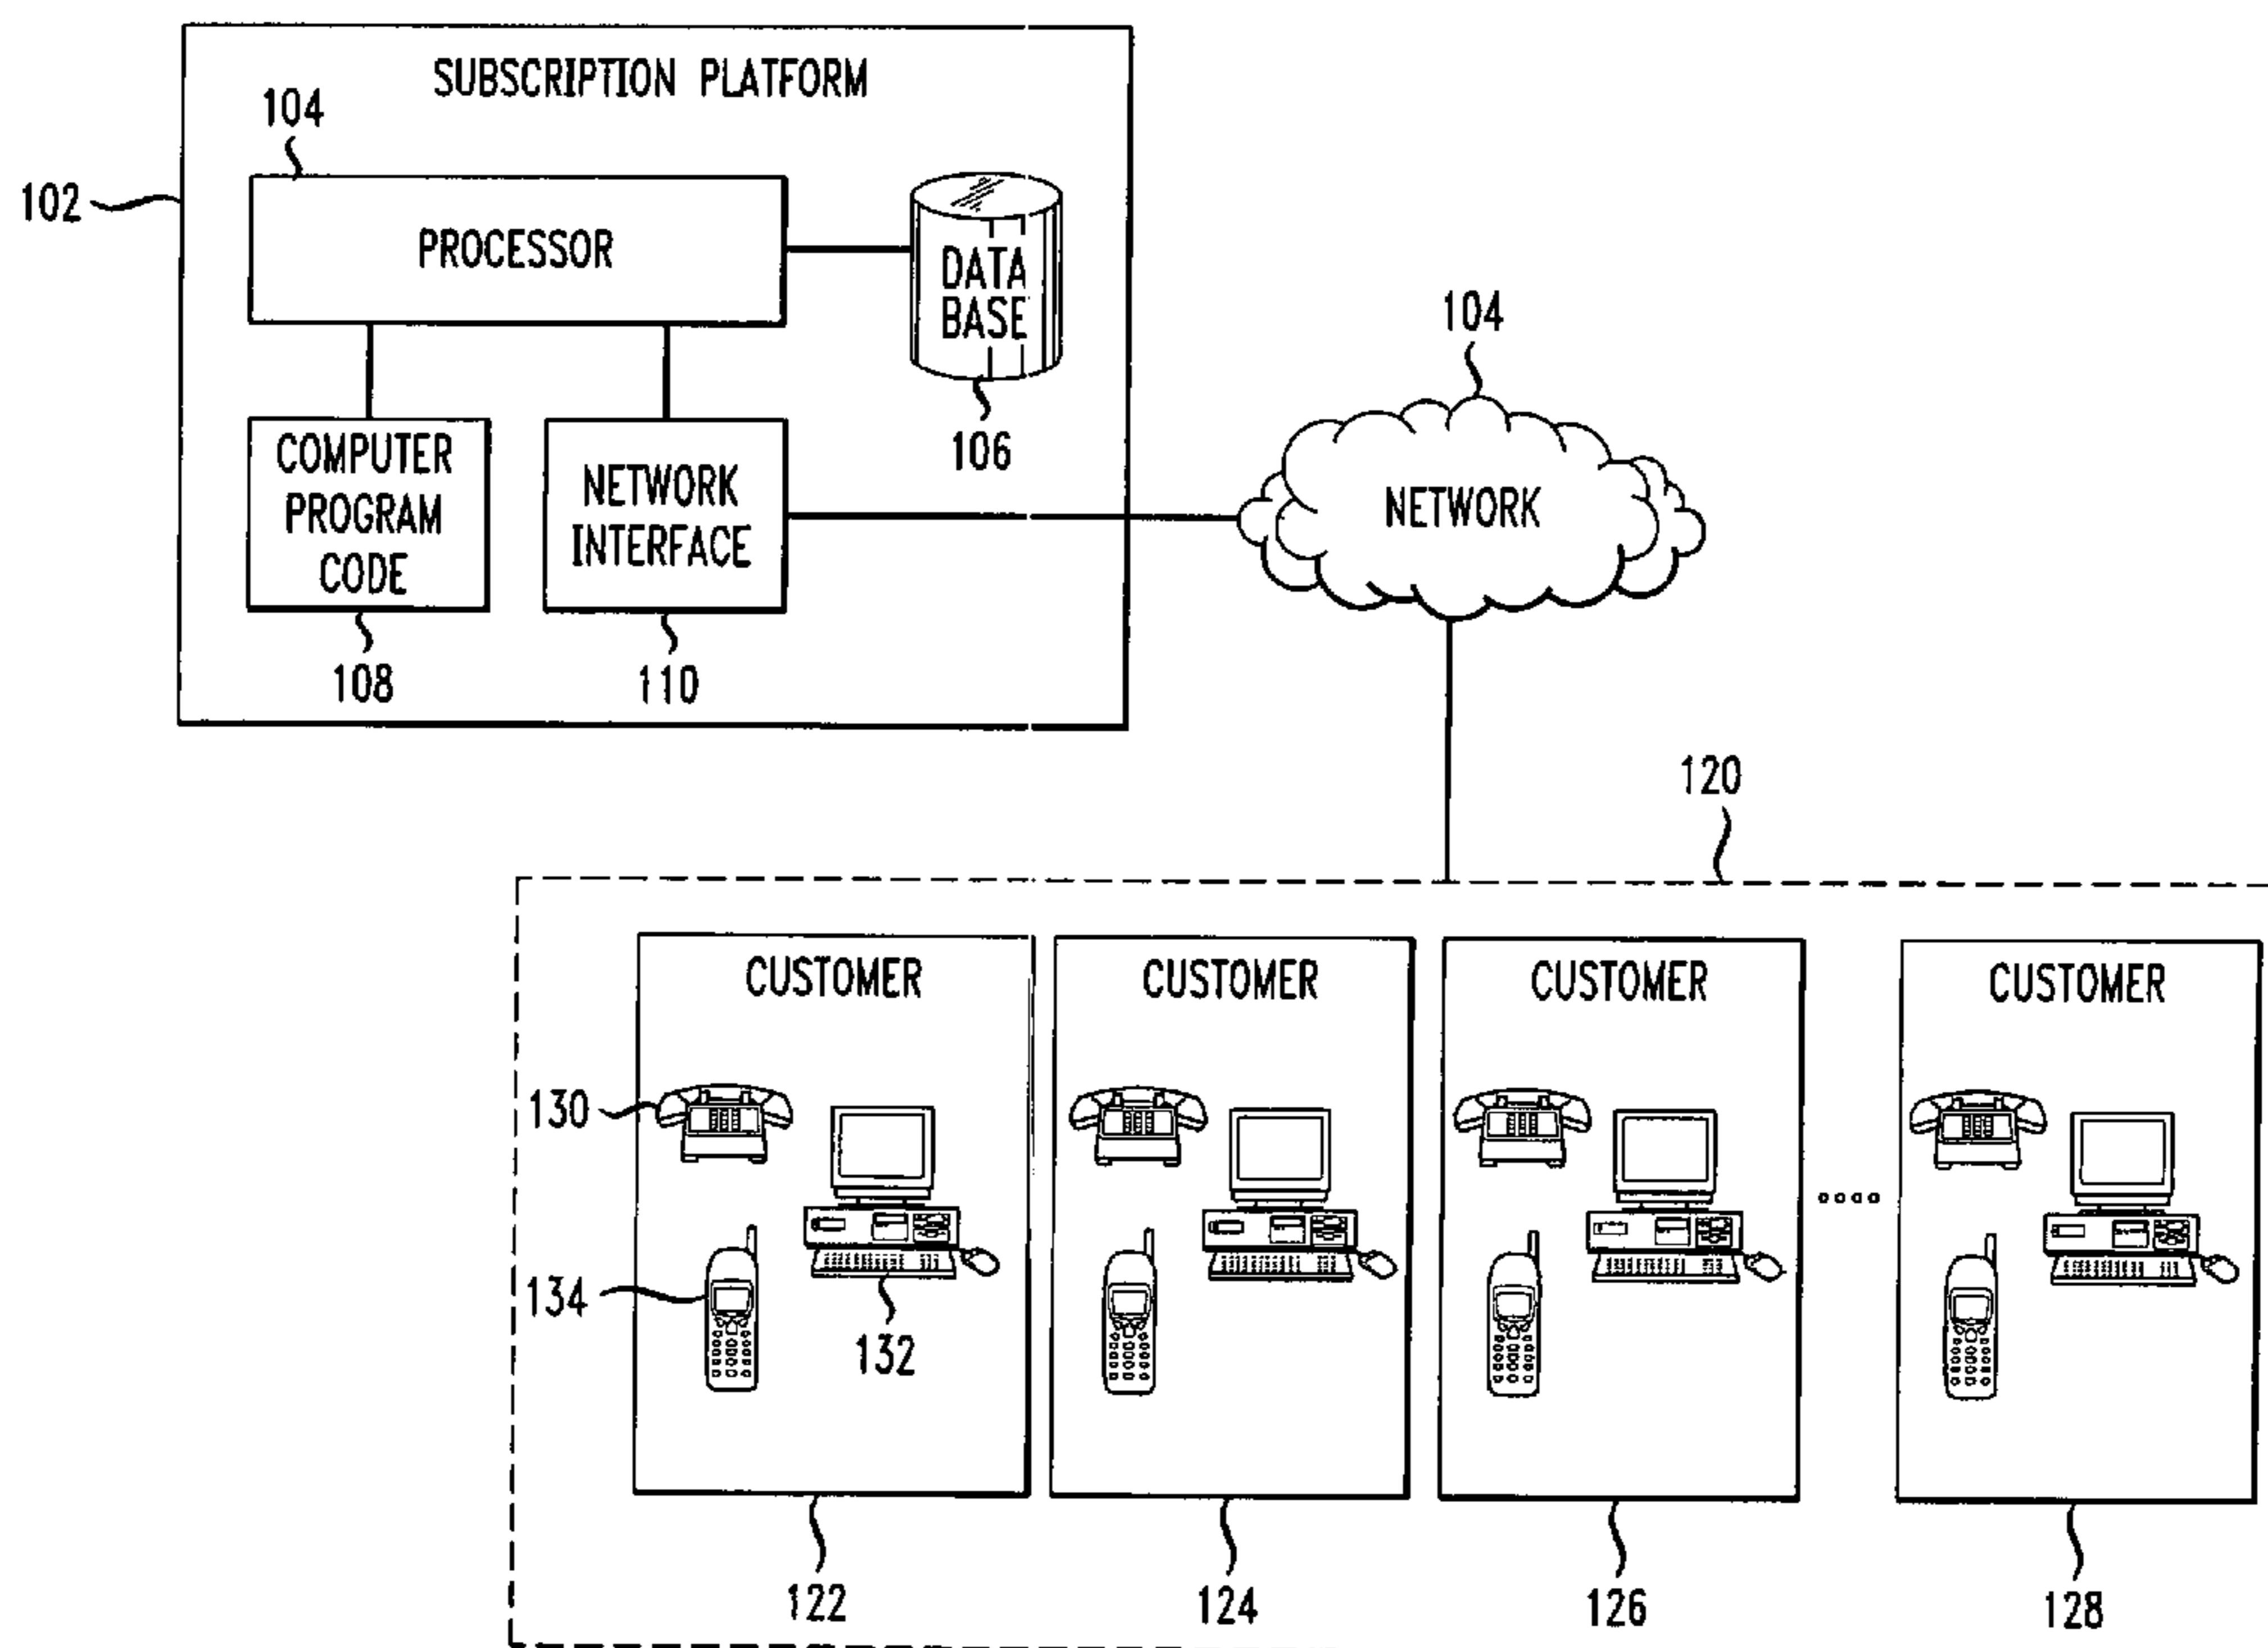 SUBSCRIPTION PLATFORM
104
102
PROCESSOR
DATA
BASE
106
COMPUTER
PROGRAM
CODE
108
NETWORK
INTERFACE
110
104
NETWORK
120
CUSTOMER
130
134
132
122
CUSTOMER
124
CUSTOMER
126
CUSTOMER
128